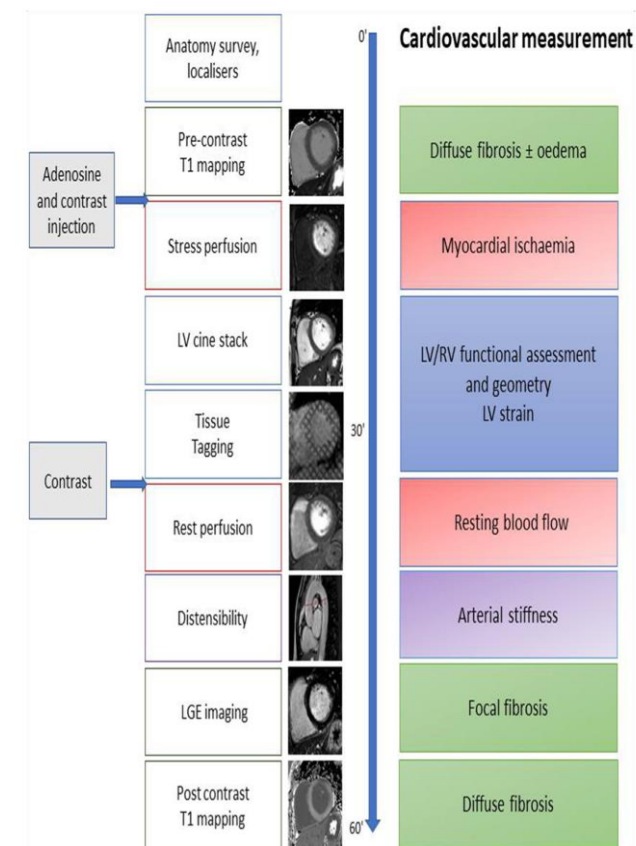 Cardiovascular measurement
0'
Anatomy survey,
localisers
Pre-contrast
T1 mapping
Diffuse fibrosis ± oedema
Adenosine
and contrast
injection
Stress perfusion
Myocardial ischaemia
LV cine stack
LV/RV functional assessment
and geometry
LV strain
Tissue
Tagging
30'
Contrast
Rest perfusion
Resting blood flow
Distensibility
Arterial stiffness
LGE imaging
Focal fibrosis
Post contrast
T1 mapping
Diffuse fibrosis
60'